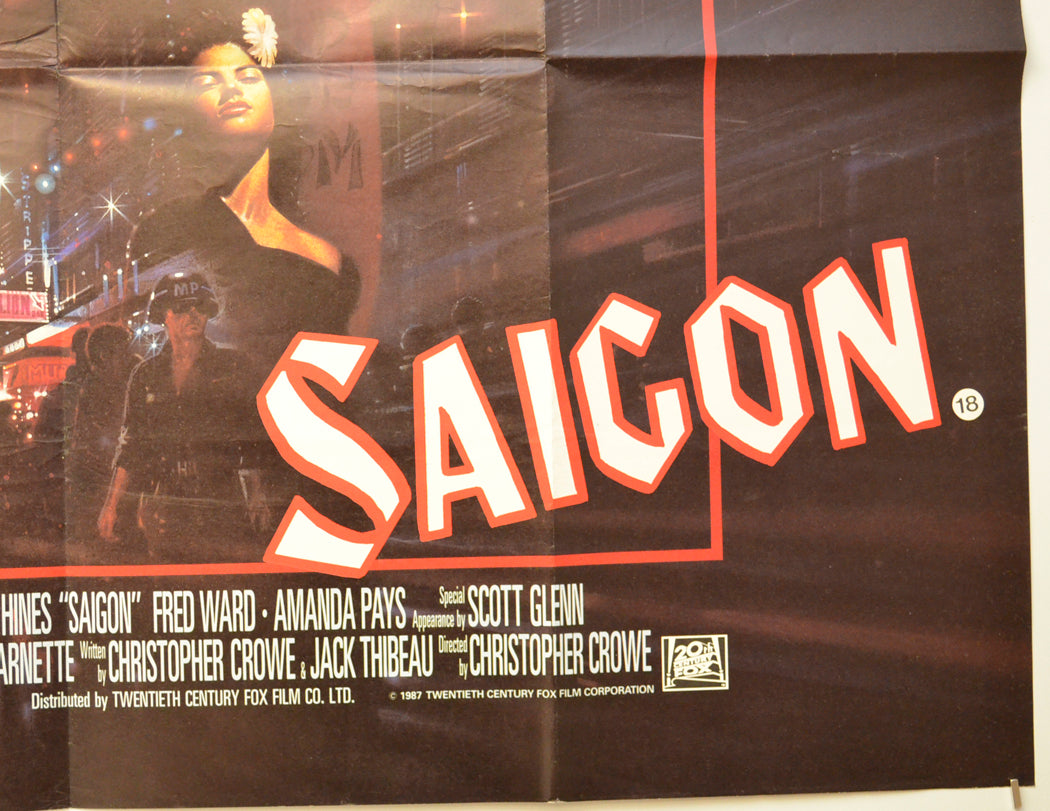 STRIPPE
MP
SAIGON
18
HINES "SAIGON" FRED WARD • AMANDA PAYS Special Appearance by SCOTT GLENN
ARNETTE Written by CHRISTOPHER CROWE & JACK THIBEAU Directed by CHRISTOPHER CROWE
20TH CENTURY FOX
Distributed by TWENTIETH CENTURY FOX FILM CO. LTD. © 1987 TWENTIETH CENTURY FOX FILM CORPORATION